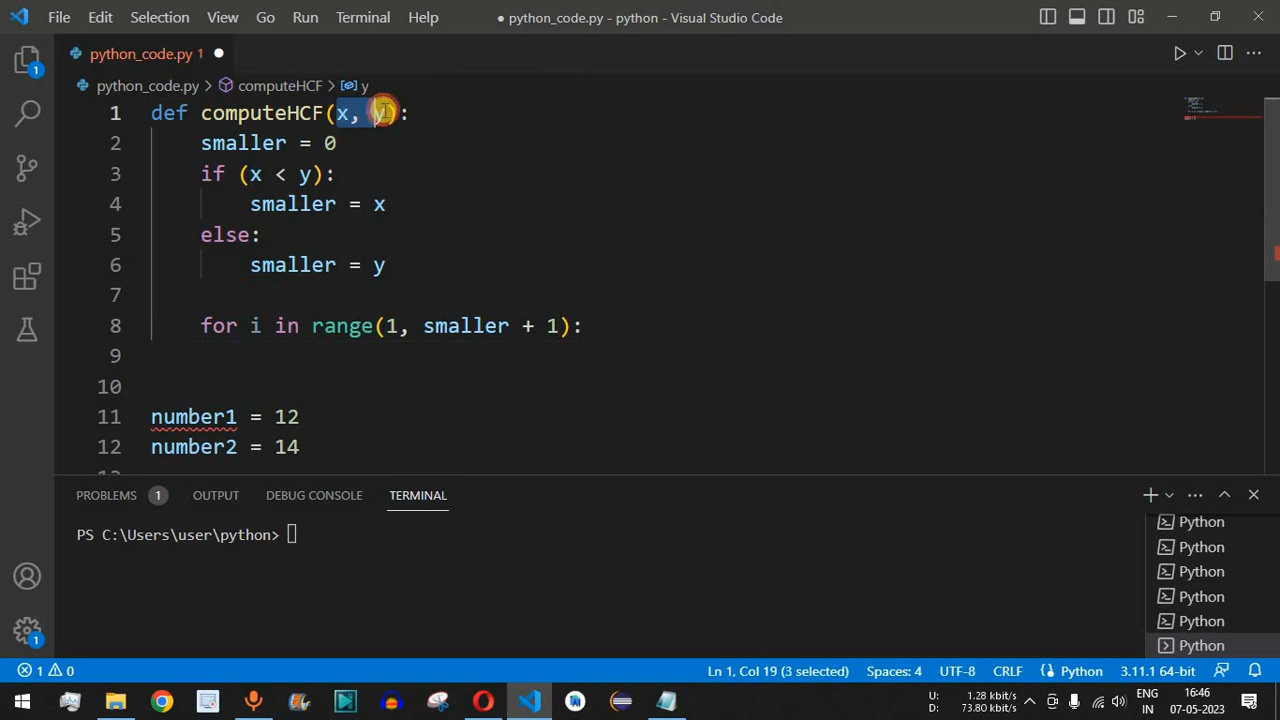 File Edit Selection View Go Run Terminal Help ● python_code.py - python - Visual Studio Code
python_code.py 1
python_code.py > computeHCF > y
1 def computeHCF(x, y):
2 smaller = 0
3 if (x < y):
4 smaller = x
5 else:
6 smaller = y
7
8 for i in range(1, smaller + 1):
9
10
11 number1 = 12
12 number2 = 14
PROBLEMS 1 OUTPUT DEBUG CONSOLE TERMINAL
PS C:\Users\user\python>
Python
Python
Python
Python
Python
Python
1 0 Ln 1, Col 19 (3 selected) Spaces: 4 UTF-8 CRLF Python 3.11.1 64-bit
U: 1.28 kbit/s
D: 73.80 kbit/s
ENG
IN
16:46
07-05-2023